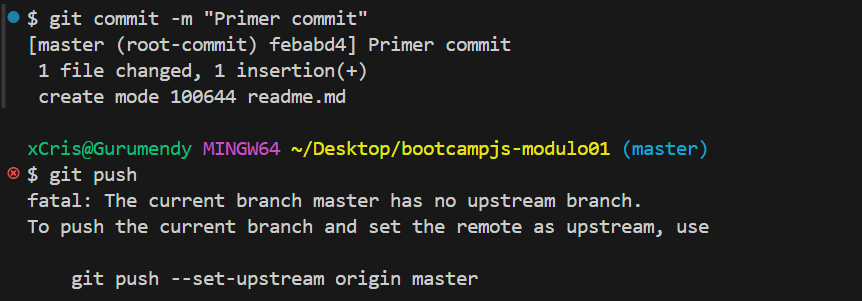 $ git commit -m "Primer commit"
[master (root-commit) febabd4] Primer commit
 1 file changed, 1 insertion(+)
 create mode 100644 readme.md

xCris@Gurumendy MINGW64 ~/Desktop/bootcampjs-modulo01 (master)
$ git push
fatal: The current branch master has no upstream branch.
To push the current branch and set the remote as upstream, use

    git push --set-upstream origin master